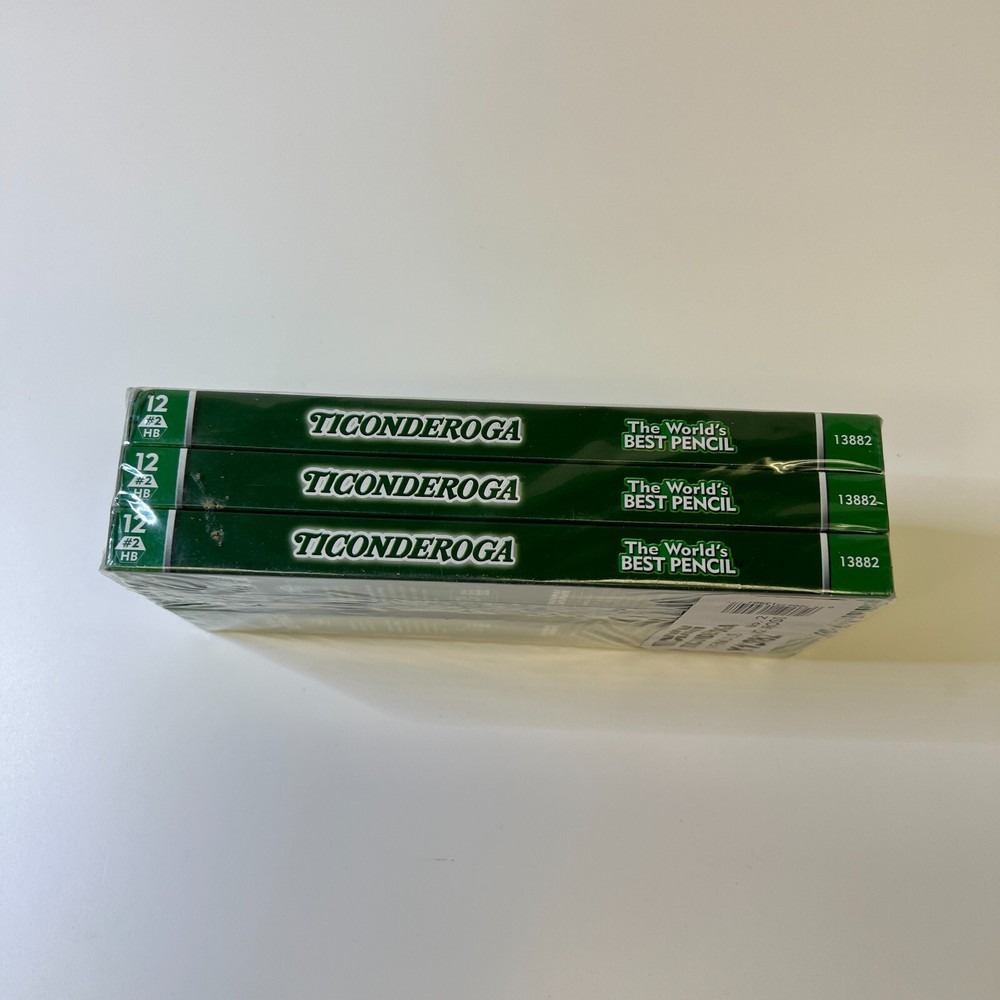 12
#2
HB
TICONDEROGA
The World's
BEST PENCIL
13882
12
#2
HB
TICONDEROGA
The World's
BEST PENCIL
13882
12
#2
HB
TICONDEROGA
The World's
BEST PENCIL
13882